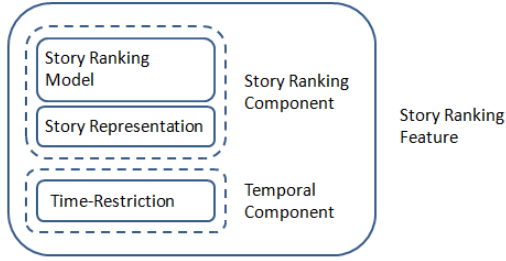 Story Ranking
Model
Story Representation
Story Ranking
Component
Time-Restriction
Temporal
Component
Story Ranking
Feature